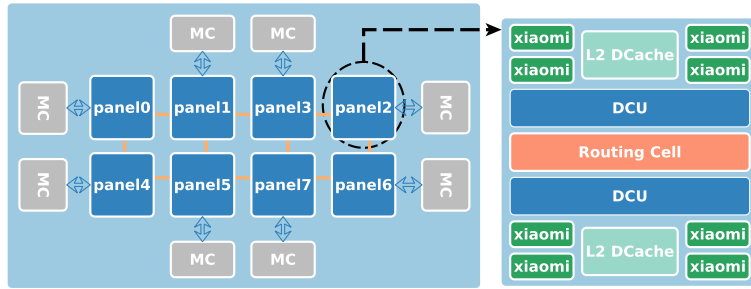 MC MC
MC panel0 panel1 panel3 panel2 MC
MC panel4 panel5 panel7 panel6 MC
MC MC
xiaomi L2 DCache xiaomi
xiaomi xiaomi
DCU
Routing Cell
DCU
xiaomi L2 DCache xiaomi
xiaomi xiaomi